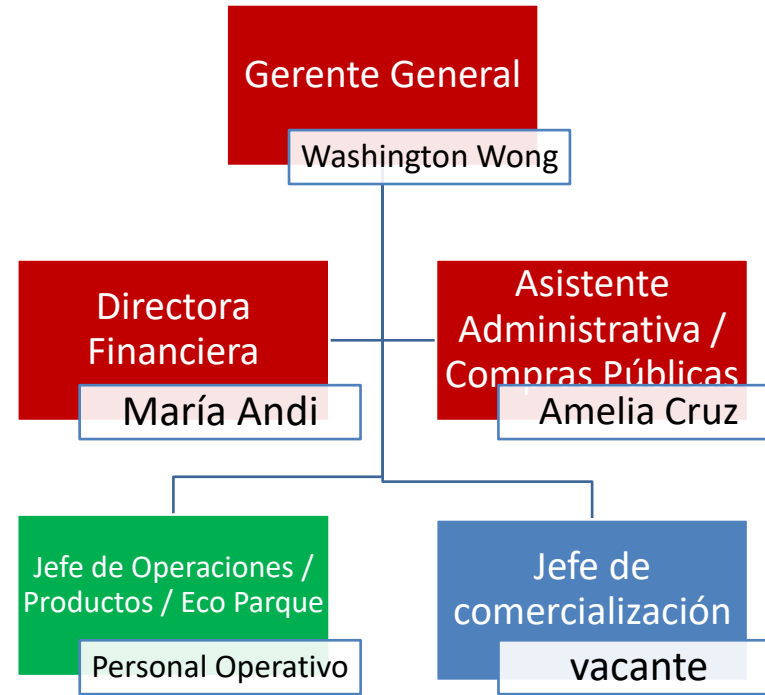 Gerente General
Washington Wong
Directora
Financiera
María Andi
Asistente
Administrativa /
Compras Públicas
Amelia Cruz
Jefe de Operaciones /
Productos / Eco Parque
Personal Operativo
Jefe de
comercialización
vacante